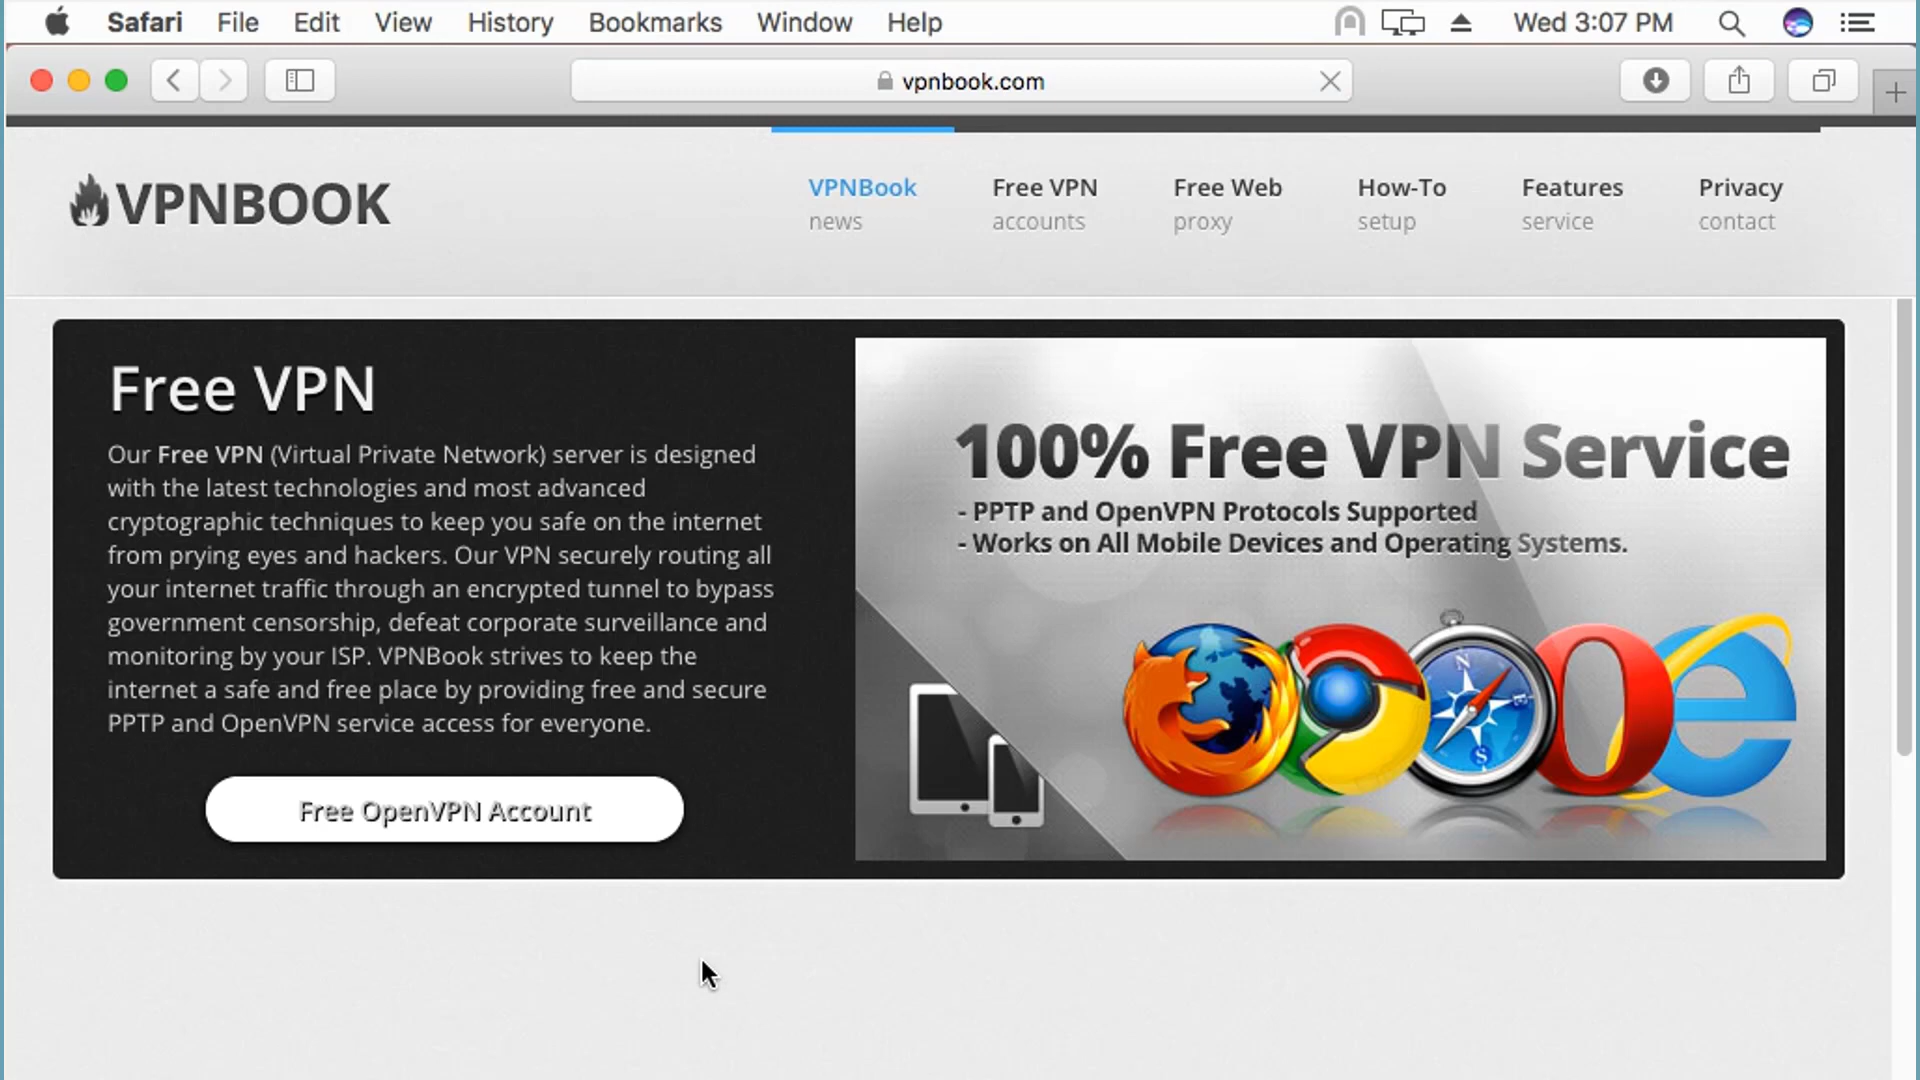 Safari File Edit View History Bookmarks Window Help Wed 3:07 PM
vpnbook.com
VPNBOOK
VPNBook Free VPN Free Web How-To Features Privacy
news accounts proxy setup service contact
Free VPN
Our Free VPN (Virtual Private Network) server is designed
with the latest technologies and most advanced
cryptographic techniques to keep you safe on the internet
from prying eyes and hackers. Our VPN securely routing all
your internet traffic through an encrypted tunnel to bypass
government censorship, defeat corporate surveillance and
monitoring by your ISP. VPNBook strives to keep the
internet a safe and free place by providing free and secure
PPTP and OpenVPN service access for everyone.
Free OpenVPN Account
100% Free VPN Service
- PPTP and OpenVPN Protocols Supported
- Works on All Mobile Devices and Operating Systems.
N
E
S